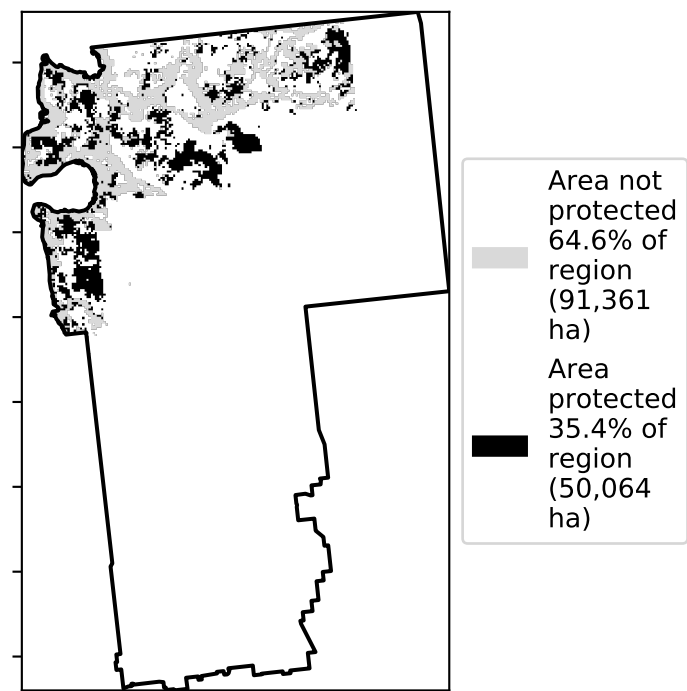 Area not
protected
64.6% of
region
(91,361
ha)
Area
protected
35.4% of
region
(50,064
ha)